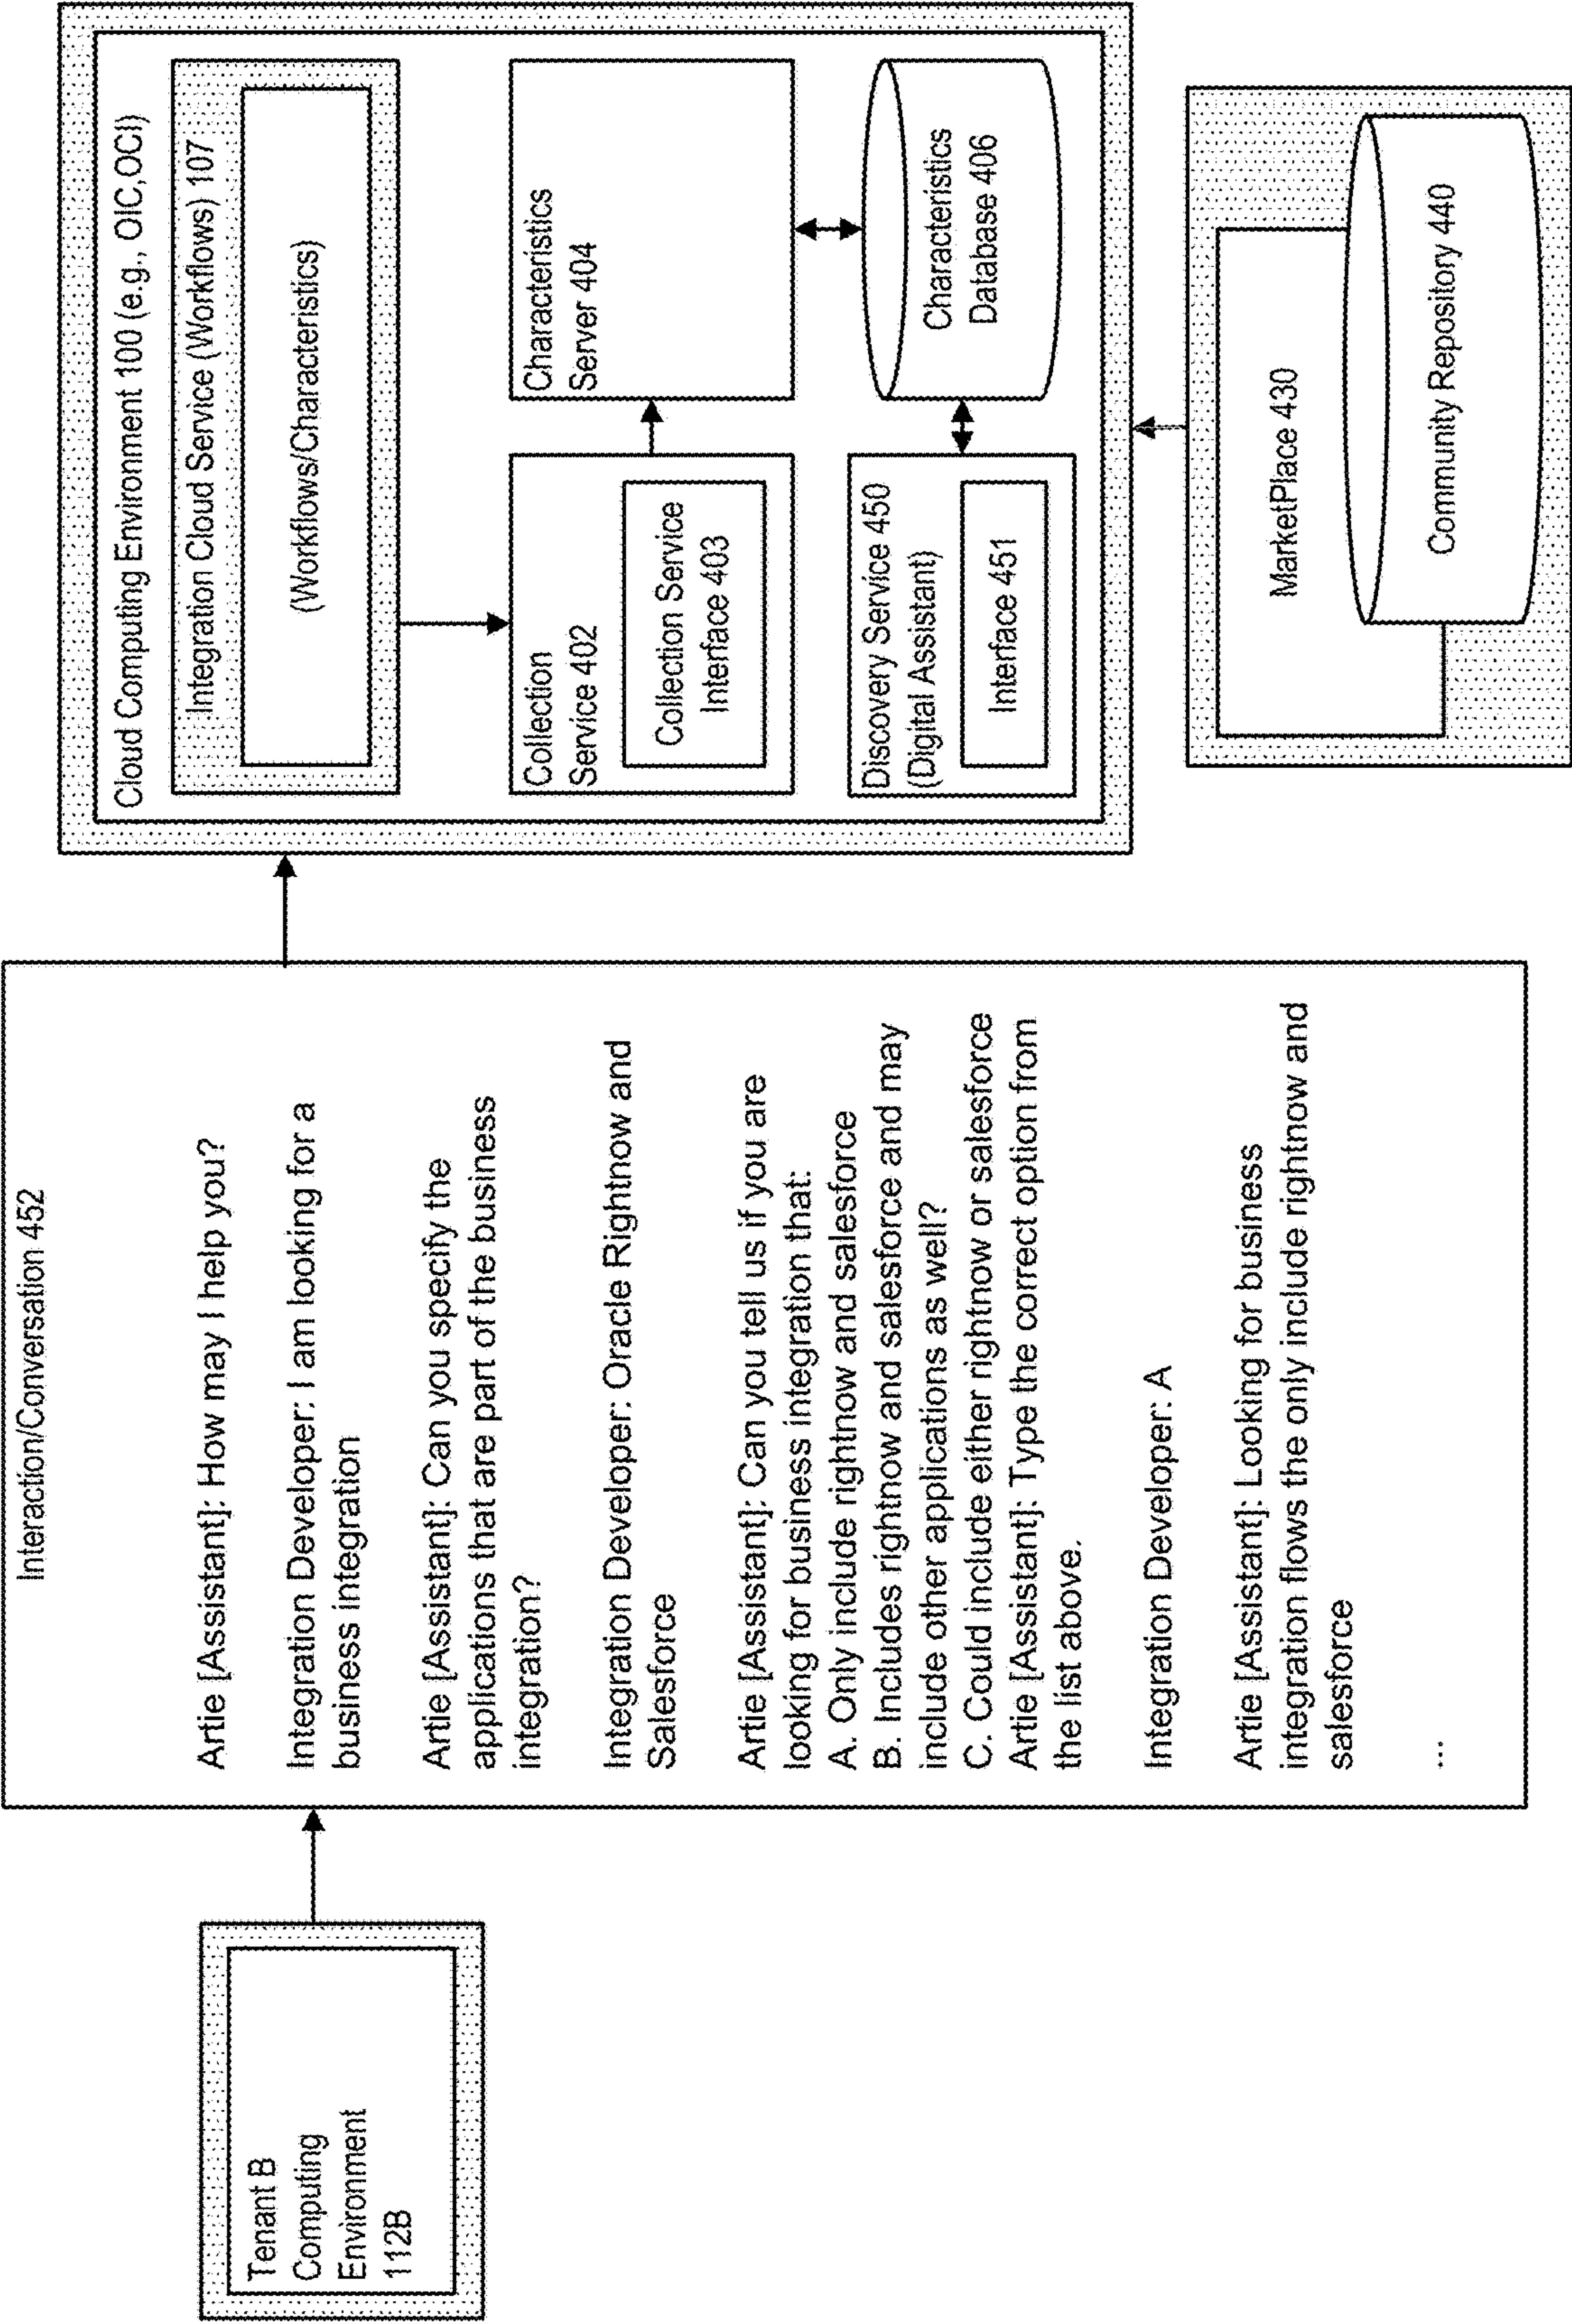 Tenant B
Computing
Environment
112B
Interaction/Conversation 452
Artie [Assistant]: How may I help you?
Integration Developer: I am looking for a
business integration
Artie [Assistant]: Can you specify the
applications that are part of the business
integration?
Integration Developer: Oracle Rightnow and
Salesforce
Artie [Assistant]: Can you tell us if you are
looking for business integration that:
A. Only include rightnow and salesforce
B. Includes rightnow and salesforce and may
include other applications as well?
C. Could include either rightnow or salesforce
Artie [Assistant]: Type the correct option from
the list above.
Integration Developer: A
Artie [Assistant]: Looking for business
integration flows the only include rightnow and
salesforce
...
Cloud Computing Environment 100 (e.g., OIC,OCI)
Integration Cloud Service (Workflows) 107
(Workflows/Characteristics)
Collection
Service 402
Collection Service
Interface 403
Characteristics
Server 404
Discovery Service 450
(Digital Assistant)
Interface 451
Characteristics
Database 406
MarketPlace 430
Community Repository 440